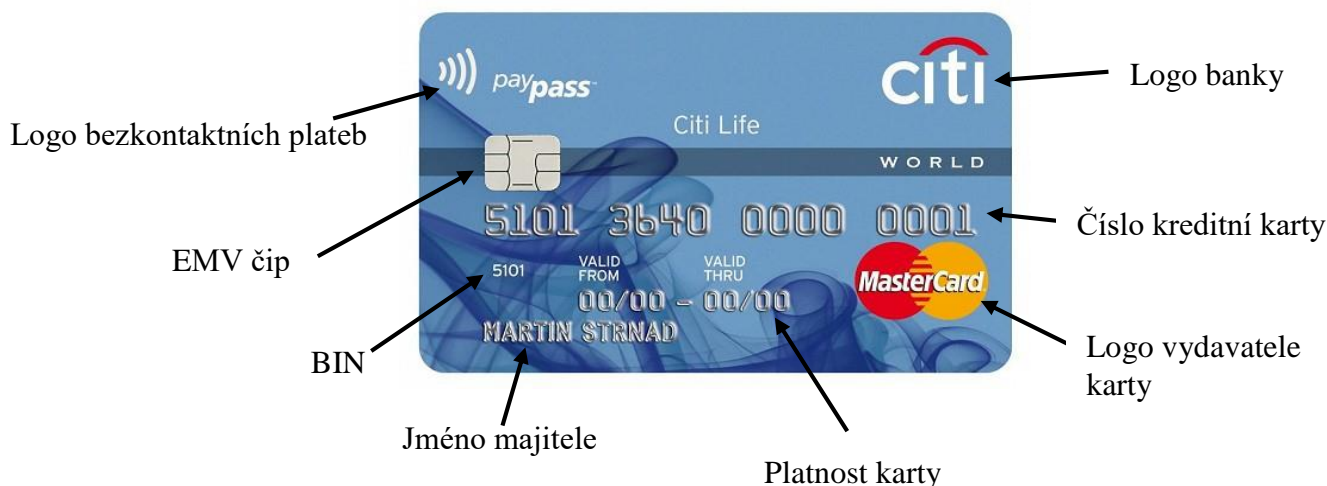 paypass
citi
Logo banky
Logo bezkontaktních plateb
Citi Life
WORLD
5101 3640 0000 0001
Číslo kreditní karty
EMV čip
5101
VALID FROM
VALID THRU
MasterCard
00/00 – 00/00
MARTIN STRNAD
BIN
Logo vydavatele
karty
Jméno majitele
Platnost karty